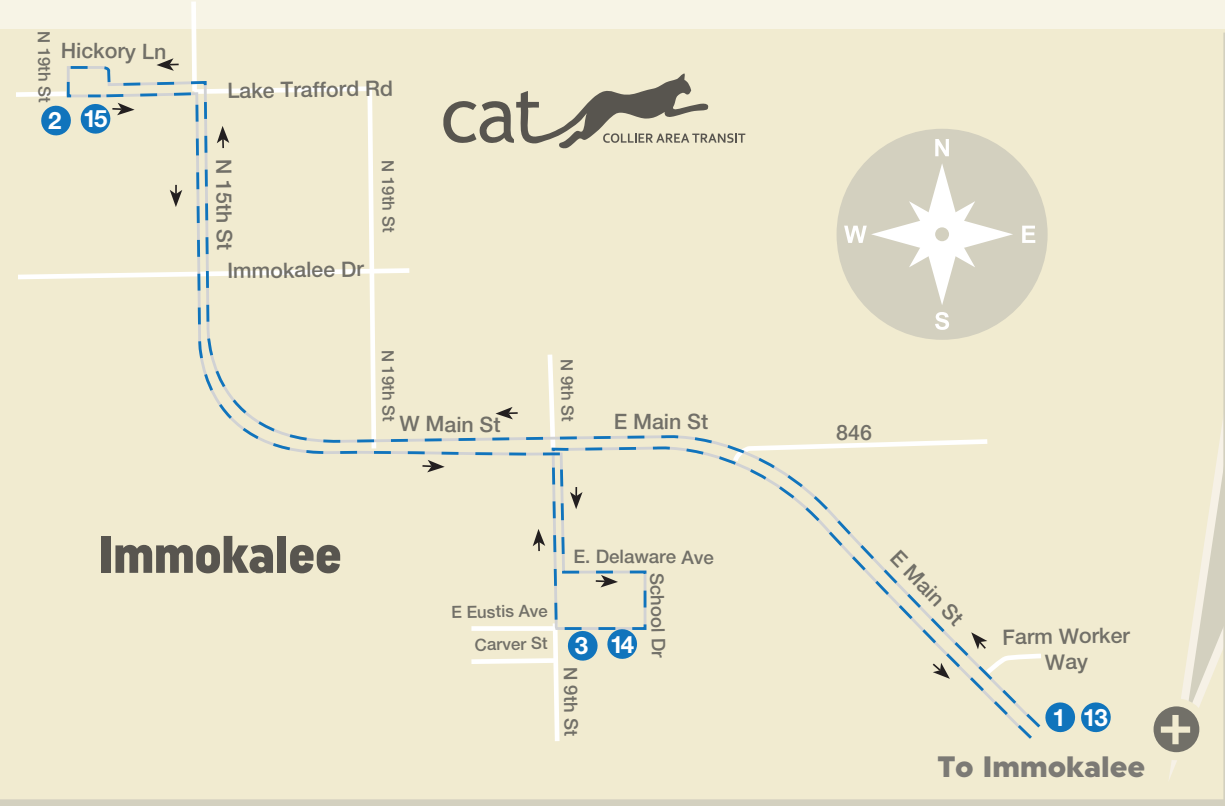 N 19th St
Hickory Ln
Lake Trafford Rd
2
15
cat
COLLIER AREA TRANSIT
N 15th St
N 19th St
N
W
E
S
Immokalee Dr
N 19th St
N 9th St
W Main St
E Main St
846
Immokalee
E. Delaware Ave
School Dr
E Eustis Ave
Carver St
3
14
N 9th St
E Main St
Farm Worker
Way
1
13
To Immokalee